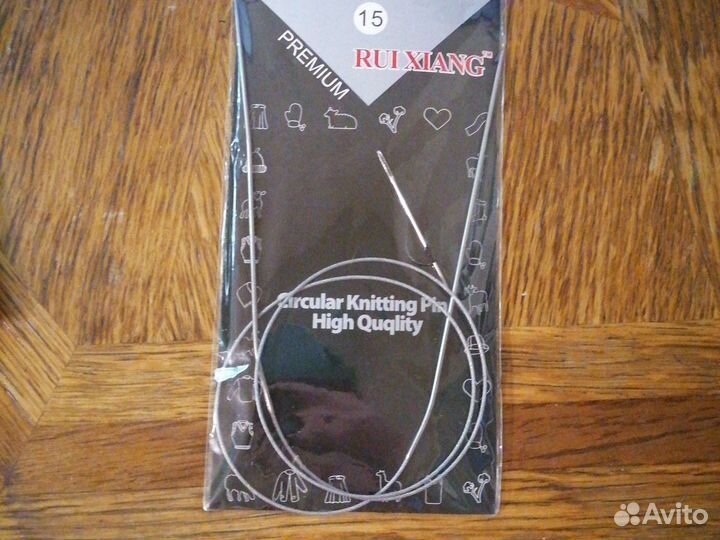 15
PREMIUM
RUI XIANG™
Circular Knitting Pin
High Quqlity
Avito